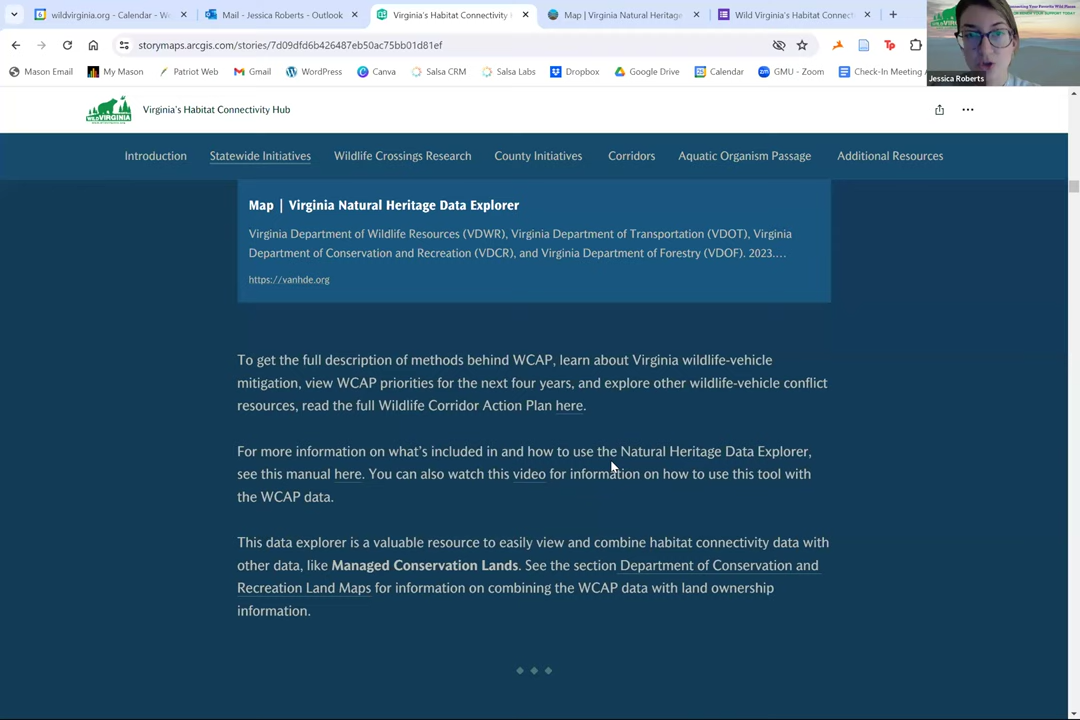 wildvirginia.org - Calendar - W
Mail - Jessica Roberts - Outlook
Virginia's Habitat Connectivity
Map | Virginia Natural Heritage
Wild Virginia's Habitat Connect
storymaps.arcgis.com/stories/7d09dfd6b426487eb50ac75bb01d81ef
Mason Email
My Mason
Patriot Web
Gmail
WordPress
Canva
Salsa CRM
Salsa Labs
Dropbox
Google Drive
Calendar
GMU - Zoom
Check-In Meeting
Jessica Roberts
WILD VIRGINIA
Virginia's Habitat Connectivity Hub
Introduction
Statewide Initiatives
Wildlife Crossings Research
County Initiatives
Corridors
Aquatic Organism Passage
Additional Resources
Map | Virginia Natural Heritage Data Explorer
Virginia Department of Wildlife Resources (VDWR), Virginia Department of Transportation (VDOT), Virginia
Department of Conservation and Recreation (VDCR), and Virginia Department of Forestry (VDOF). 2023....
https://vanhde.org
To get the full description of methods behind WCAP, learn about Virginia wildlife-vehicle
mitigation, view WCAP priorities for the next four years, and explore other wildlife-vehicle conflict
resources, read the full Wildlife Corridor Action Plan here.
For more information on what's included in and how to use the Natural Heritage Data Explorer,
see this manual here. You can also watch this video for information on how to use this tool with
the WCAP data.
This data explorer is a valuable resource to easily view and combine habitat connectivity data with
other data, like Managed Conservation Lands. See the section Department of Conservation and
Recreation Land Maps for information on combining the WCAP data with land ownership
information.